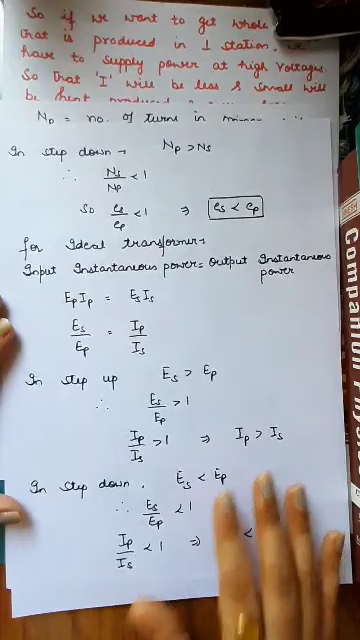 So if we want to get whole
that is produced in 1 station, we
have to supply power at high voltages
So that 'I' will be less & small will
be
Np = no. of turns in
In step down → Np > Ns
∴ Ns/Np < 1
So es/ep < 1 ⇒ es < ep
for Ideal transformer→
Input Instantaneous power = Output Instantaneous
power
EpIp = EsIs
Es/Ep = Ip/Is
In step up Es > Ep
∴ Es/Ep > 1
Ip/Is > 1 ⇒ Ip > Is
In step down, Es < Ep
∴ Es/Ep < 1
Ip/Is < 1 ⇒ <
Companion Physics